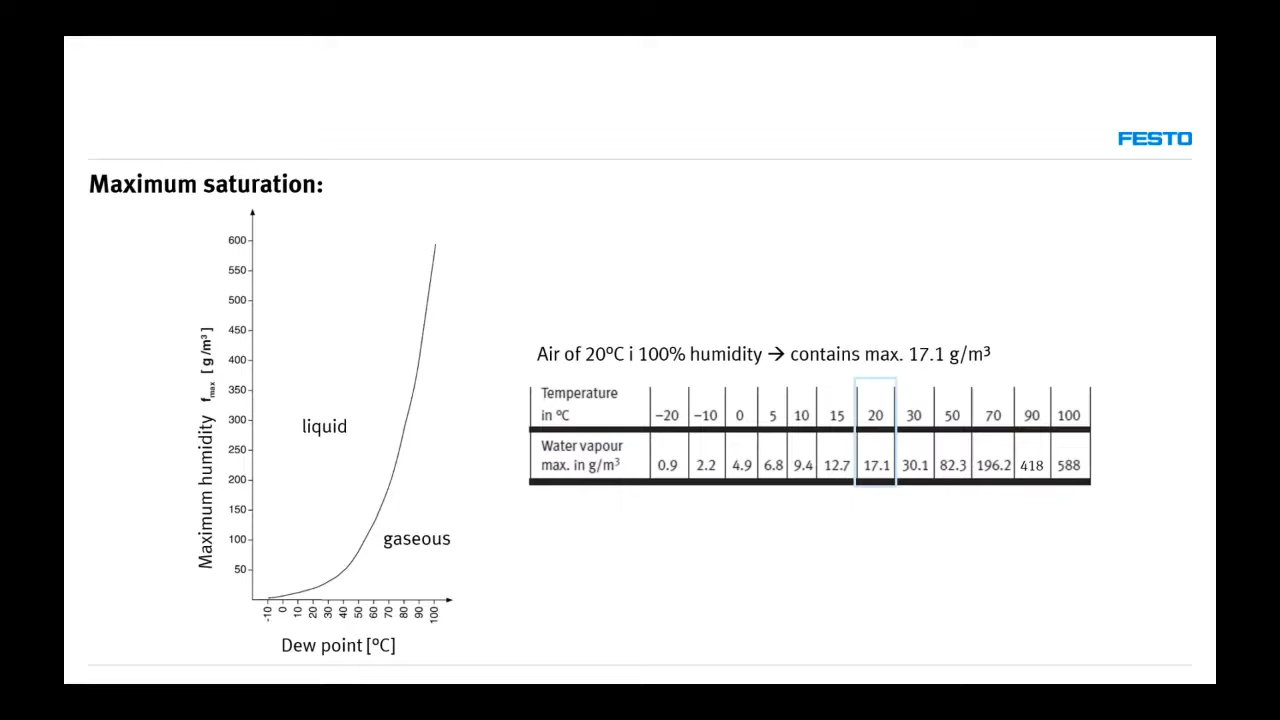 FESTO
Maximum saturation:
Maximum humidity fmax [ g /m³ ]
600
550
500
450
400
350
300
250
200
150
100
50
liquid
gaseous
-10 0 10 20 30 40 50 60 70 80 90 100
Dew point [ºC]
Air of 20ºC i 100% humidity → contains max. 17.1 g/m³
Temperature
in ºC −20 −10 0 5 10 15 20 30 50 70 90 100
Water vapour
max. in g/m³ 0.9 2.2 4.9 6.8 9.4 12.7 17.1 30.1 82.3 196.2 418 588